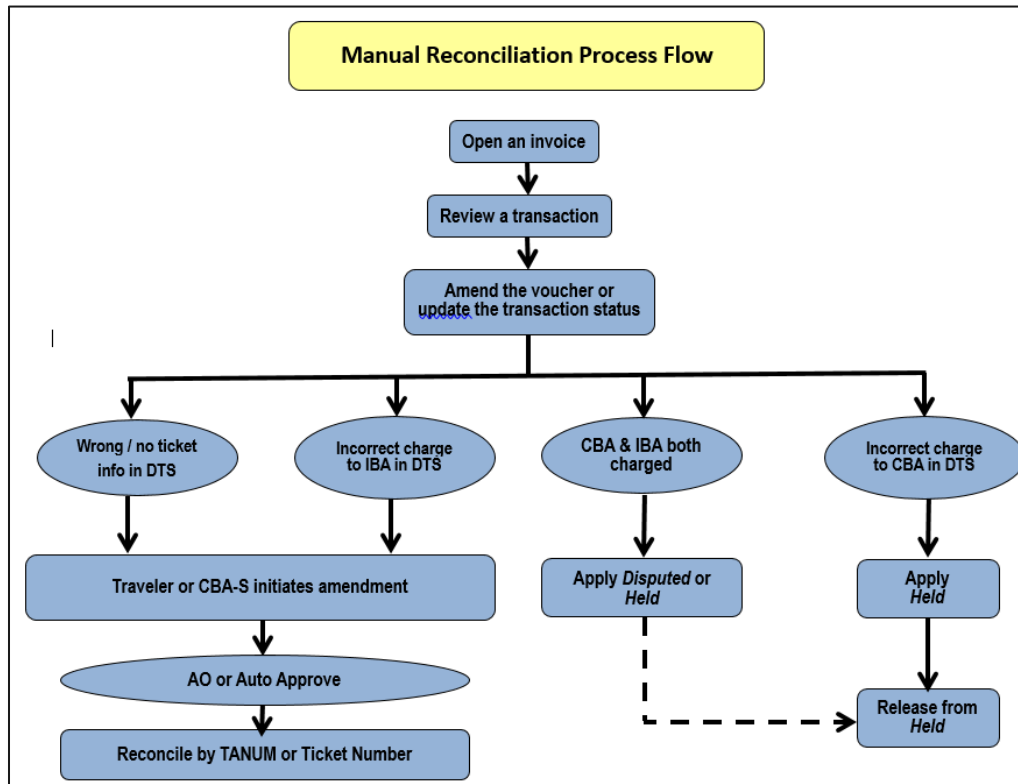 Manual Reconciliation Process Flow
Open an invoice
Review a transaction
Amend the voucher or
update the transaction status
Wrong / no ticket
info in DTS
Incorrect charge
to IBA in DTS
CBA & IBA both
charged
Incorrect charge
to CBA in DTS
Traveler or CBA-S initiates amendment
Apply Disputed or
Held
Apply
Held
AO or Auto Approve
Release from
Held
Reconcile by TANUM or Ticket Number